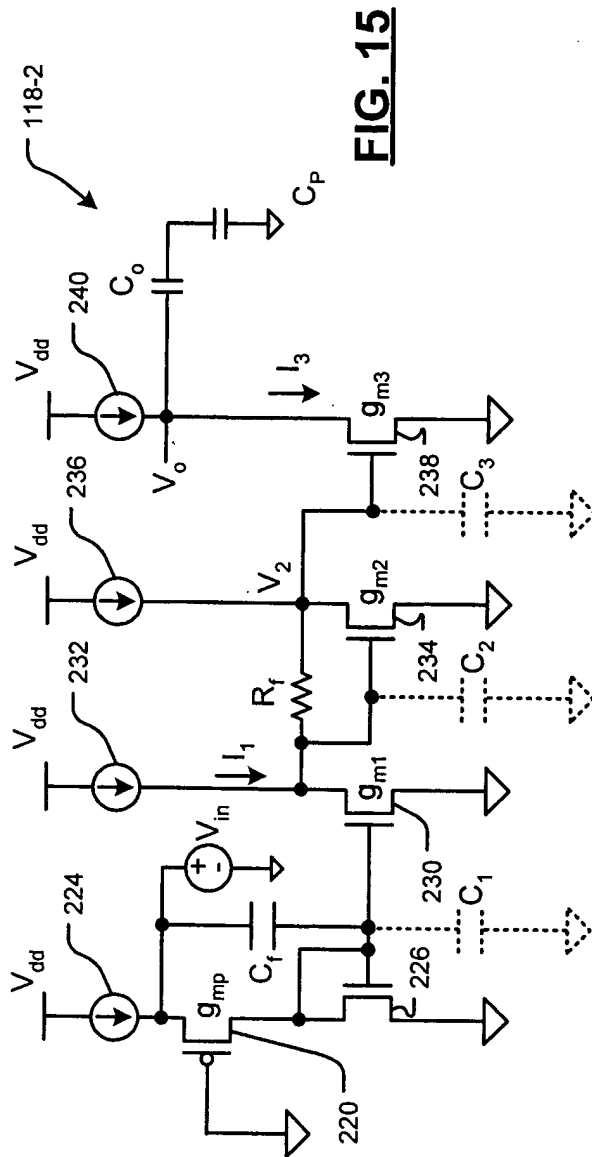 118-2
V_dd
V_dd
V_dd
V_dd
224
232
236
240
C_o
C_P
V_in
I_1
R_f
V_2
V_o
I_3
g_mp
C_f
g_m1
g_m2
g_m3
220
226
C_1
230
234
C_2
238
C_3
FIG. 15